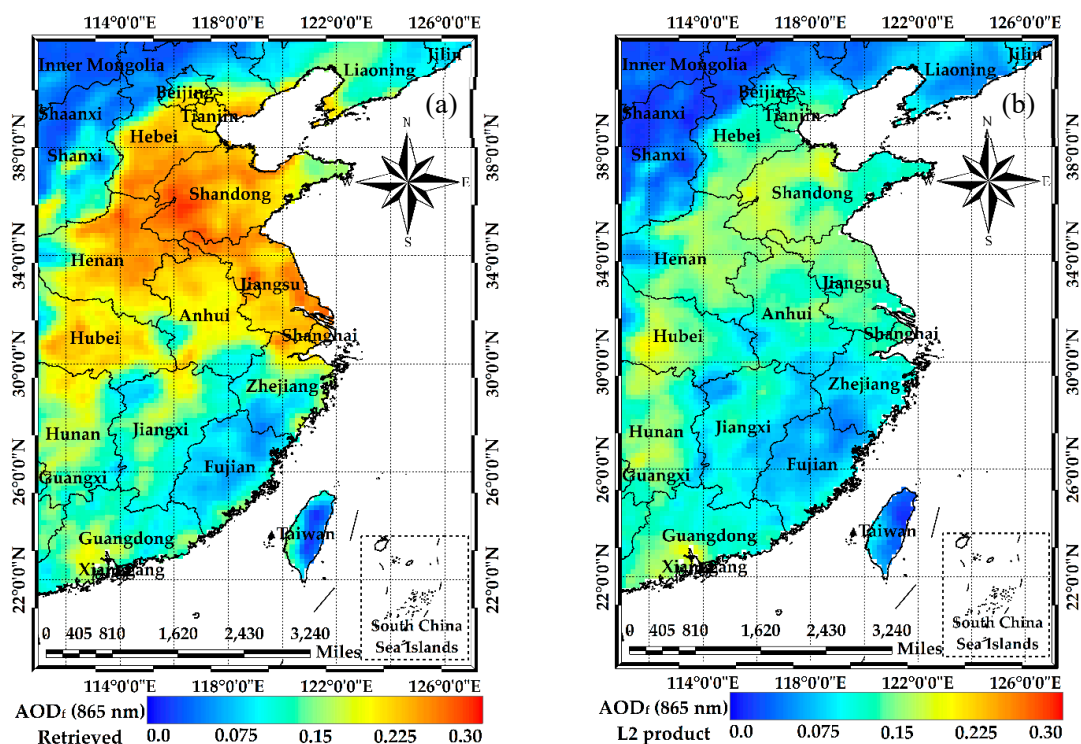 114°0'0"E 118°0'0"E 122°0'0"E 126°0'0"E
38°0'0"N
34°0'0"N
30°0'0"N
26°0'0"N
22°0'0"N
Inner Mongolia
Jilin
Liaoning
Beijing
(a)
Shaanxi
Tianjin
Hebei
Shanxi
N
W
E
S
Shandong
Henan
Jiangsu
Anhui
Hubei
Shanghai
Zhejiang
Hunan
Jiangxi
Fujian
Guangxi
Guangdong
Taiwan
Xianggang
South China
Sea Islands
0 405 810 1,620 2,430 3,240
Miles
38°0'0"N
34°0'0"N
30°0'0"N
26°0'0"N
22°0'0"N
114°0'0"E 118°0'0"E 122°0'0"E 126°0'0"E
AODf (865 nm)
Retrieved
0.0 0.075 0.15 0.225 0.30
114°0'0"E 118°0'0"E 122°0'0"E 126°0'0"E
38°0'0"N
34°0'0"N
30°0'0"N
26°0'0"N
22°0'0"N
Inner Mongolia
Jilin
Liaoning
Beijing
(b)
Shaanxi
Tianjin
Hebei
Shanxi
N
W
E
S
Shandong
Henan
Jiangsu
Anhui
Hubei
Shanghai
Zhejiang
Hunan
Jiangxi
Fujian
Guangxi
Guangdong
Taiwan
Xianggang
South China
Sea Islands
0 405 810 1,620 2,430 3,240
Miles
38°0'0"N
34°0'0"N
30°0'0"N
26°0'0"N
22°0'0"N
114°0'0"E 118°0'0"E 122°0'0"E 126°0'0"E
AODf (865 nm)
L2 product
0.0 0.075 0.15 0.225 0.30